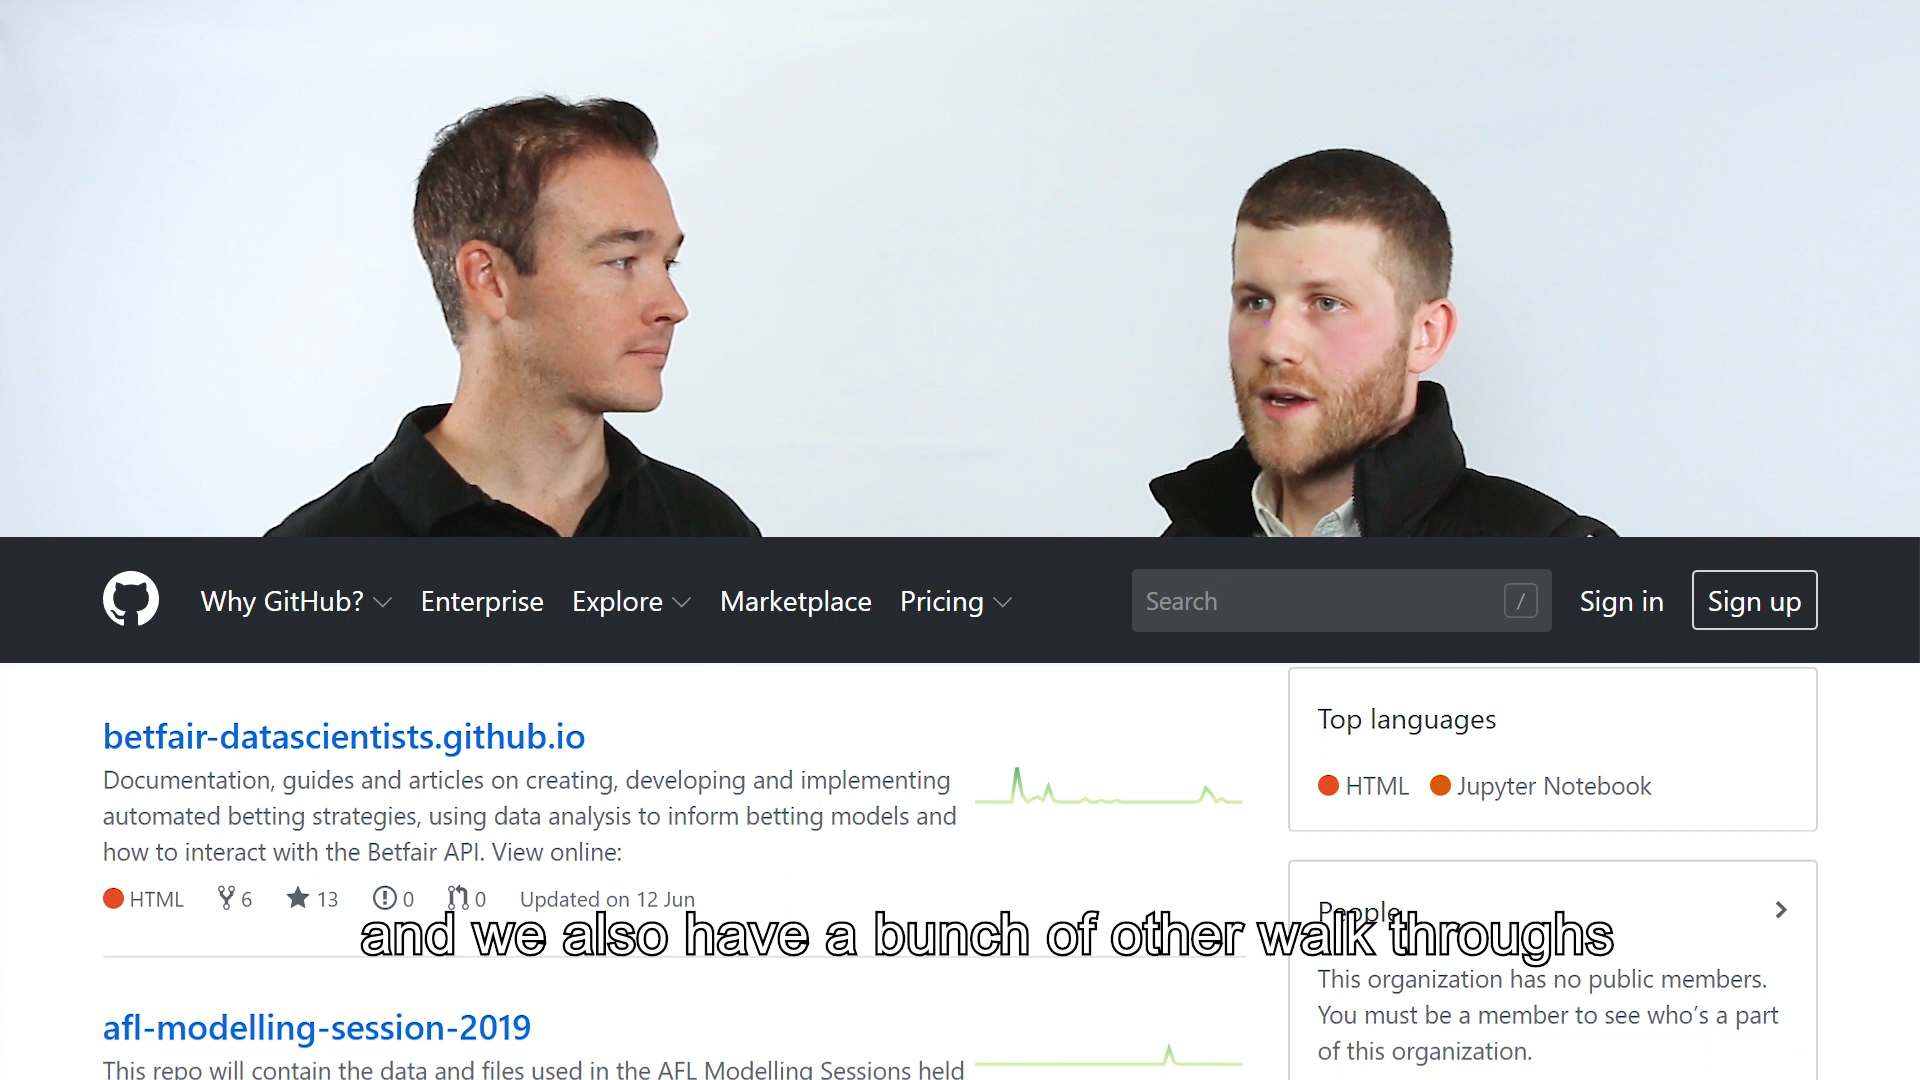 Why GitHub? Enterprise Explore Marketplace Pricing Search / Sign in Sign up
betfair-datascientists.github.io
Documentation, guides and articles on creating, developing and implementing
automated betting strategies, using data analysis to inform betting models and
how to interact with the Betfair API. View online:
HTML 6 13 0 0 Updated on 12 Jun
afl-modelling-session-2019
This repo will contain the data and files used in the AFL Modelling Sessions held
Top languages
HTML Jupyter Notebook
People
This organization has no public members.
You must be a member to see who's a part
of this organization.
and we also have a bunch of other walk throughs